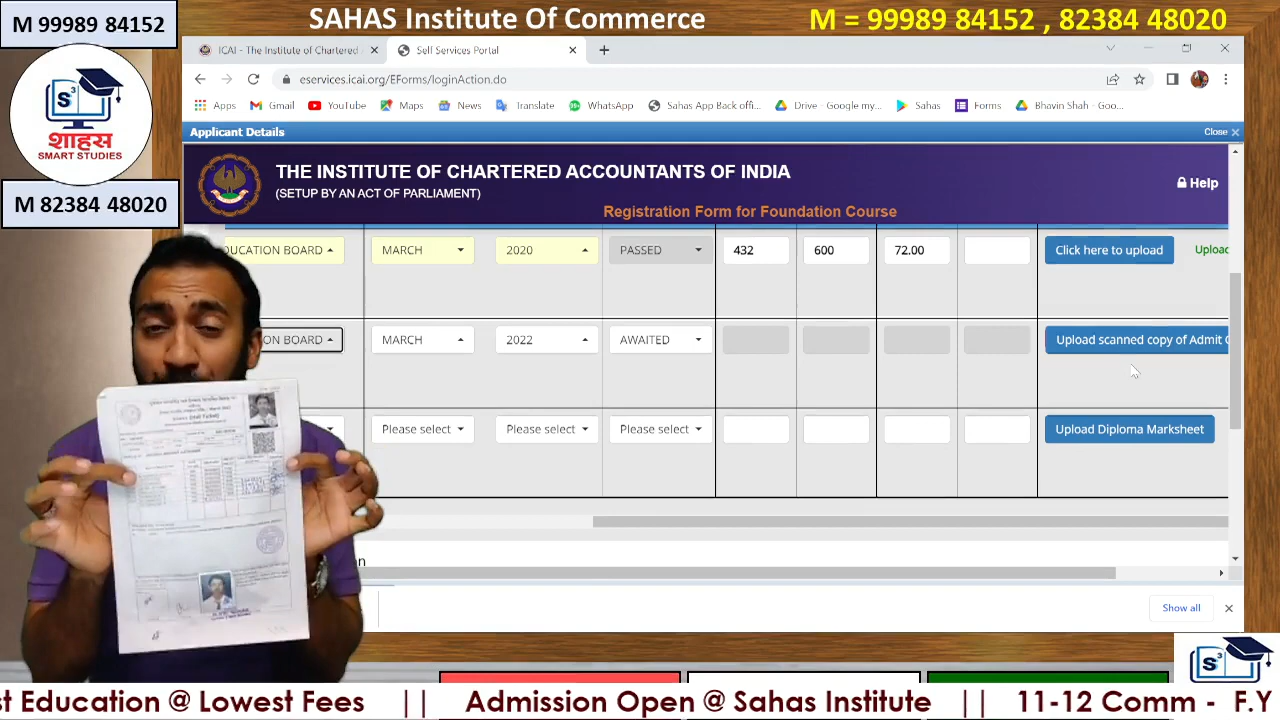 M 99989 84152
SAHAS Institute Of Commerce
M = 99989 84152 , 82384 48020
S³
शाहस
SMART STUDIES
M 82384 48020
ICAI - The Institute of Chartered
Self Services Portal
eservices.icai.org/EForms/loginAction.do
Apps
Gmail
YouTube
Maps
News
Translate
WhatsApp
Sahas App Back offi...
Drive - Google my...
Sahas
Forms
Bhavin Shah - Goo...
Applicant Details
Close
THE INSTITUTE OF CHARTERED ACCOUNTANTS OF INDIA
(SETUP BY AN ACT OF PARLIAMENT)
Help
Registration Form for Foundation Course
DUCATION BOARD
MARCH
2020
PASSED
432
600
72.00
Click here to upload
Upload
ON BOARD
MARCH
2022
AWAITED
Upload scanned copy of Admit C
Please select
Please select
Please select
Upload Diploma Marksheet
n
Show all
S³
st Education @ Lowest Fees || Admission Open @ Sahas Institute || 11-12 Comm - F.Y